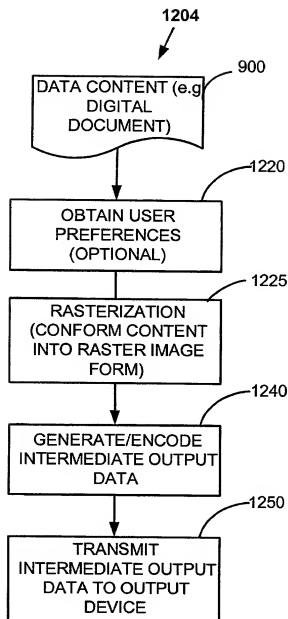 1204
900
DATA CONTENT (e.g
DIGITAL
DOCUMENT)
1220
OBTAIN USER
PREFERENCES
(OPTIONAL)
1225
RASTERIZATION
(CONFORM CONTENT
INTO RASTER IMAGE
FORM)
1240
GENERATE/ENCODE
INTERMEDIATE OUTPUT
DATA
1250
TRANSMIT
INTERMEDIATE OUTPUT
DATA TO OUTPUT
DEVICE